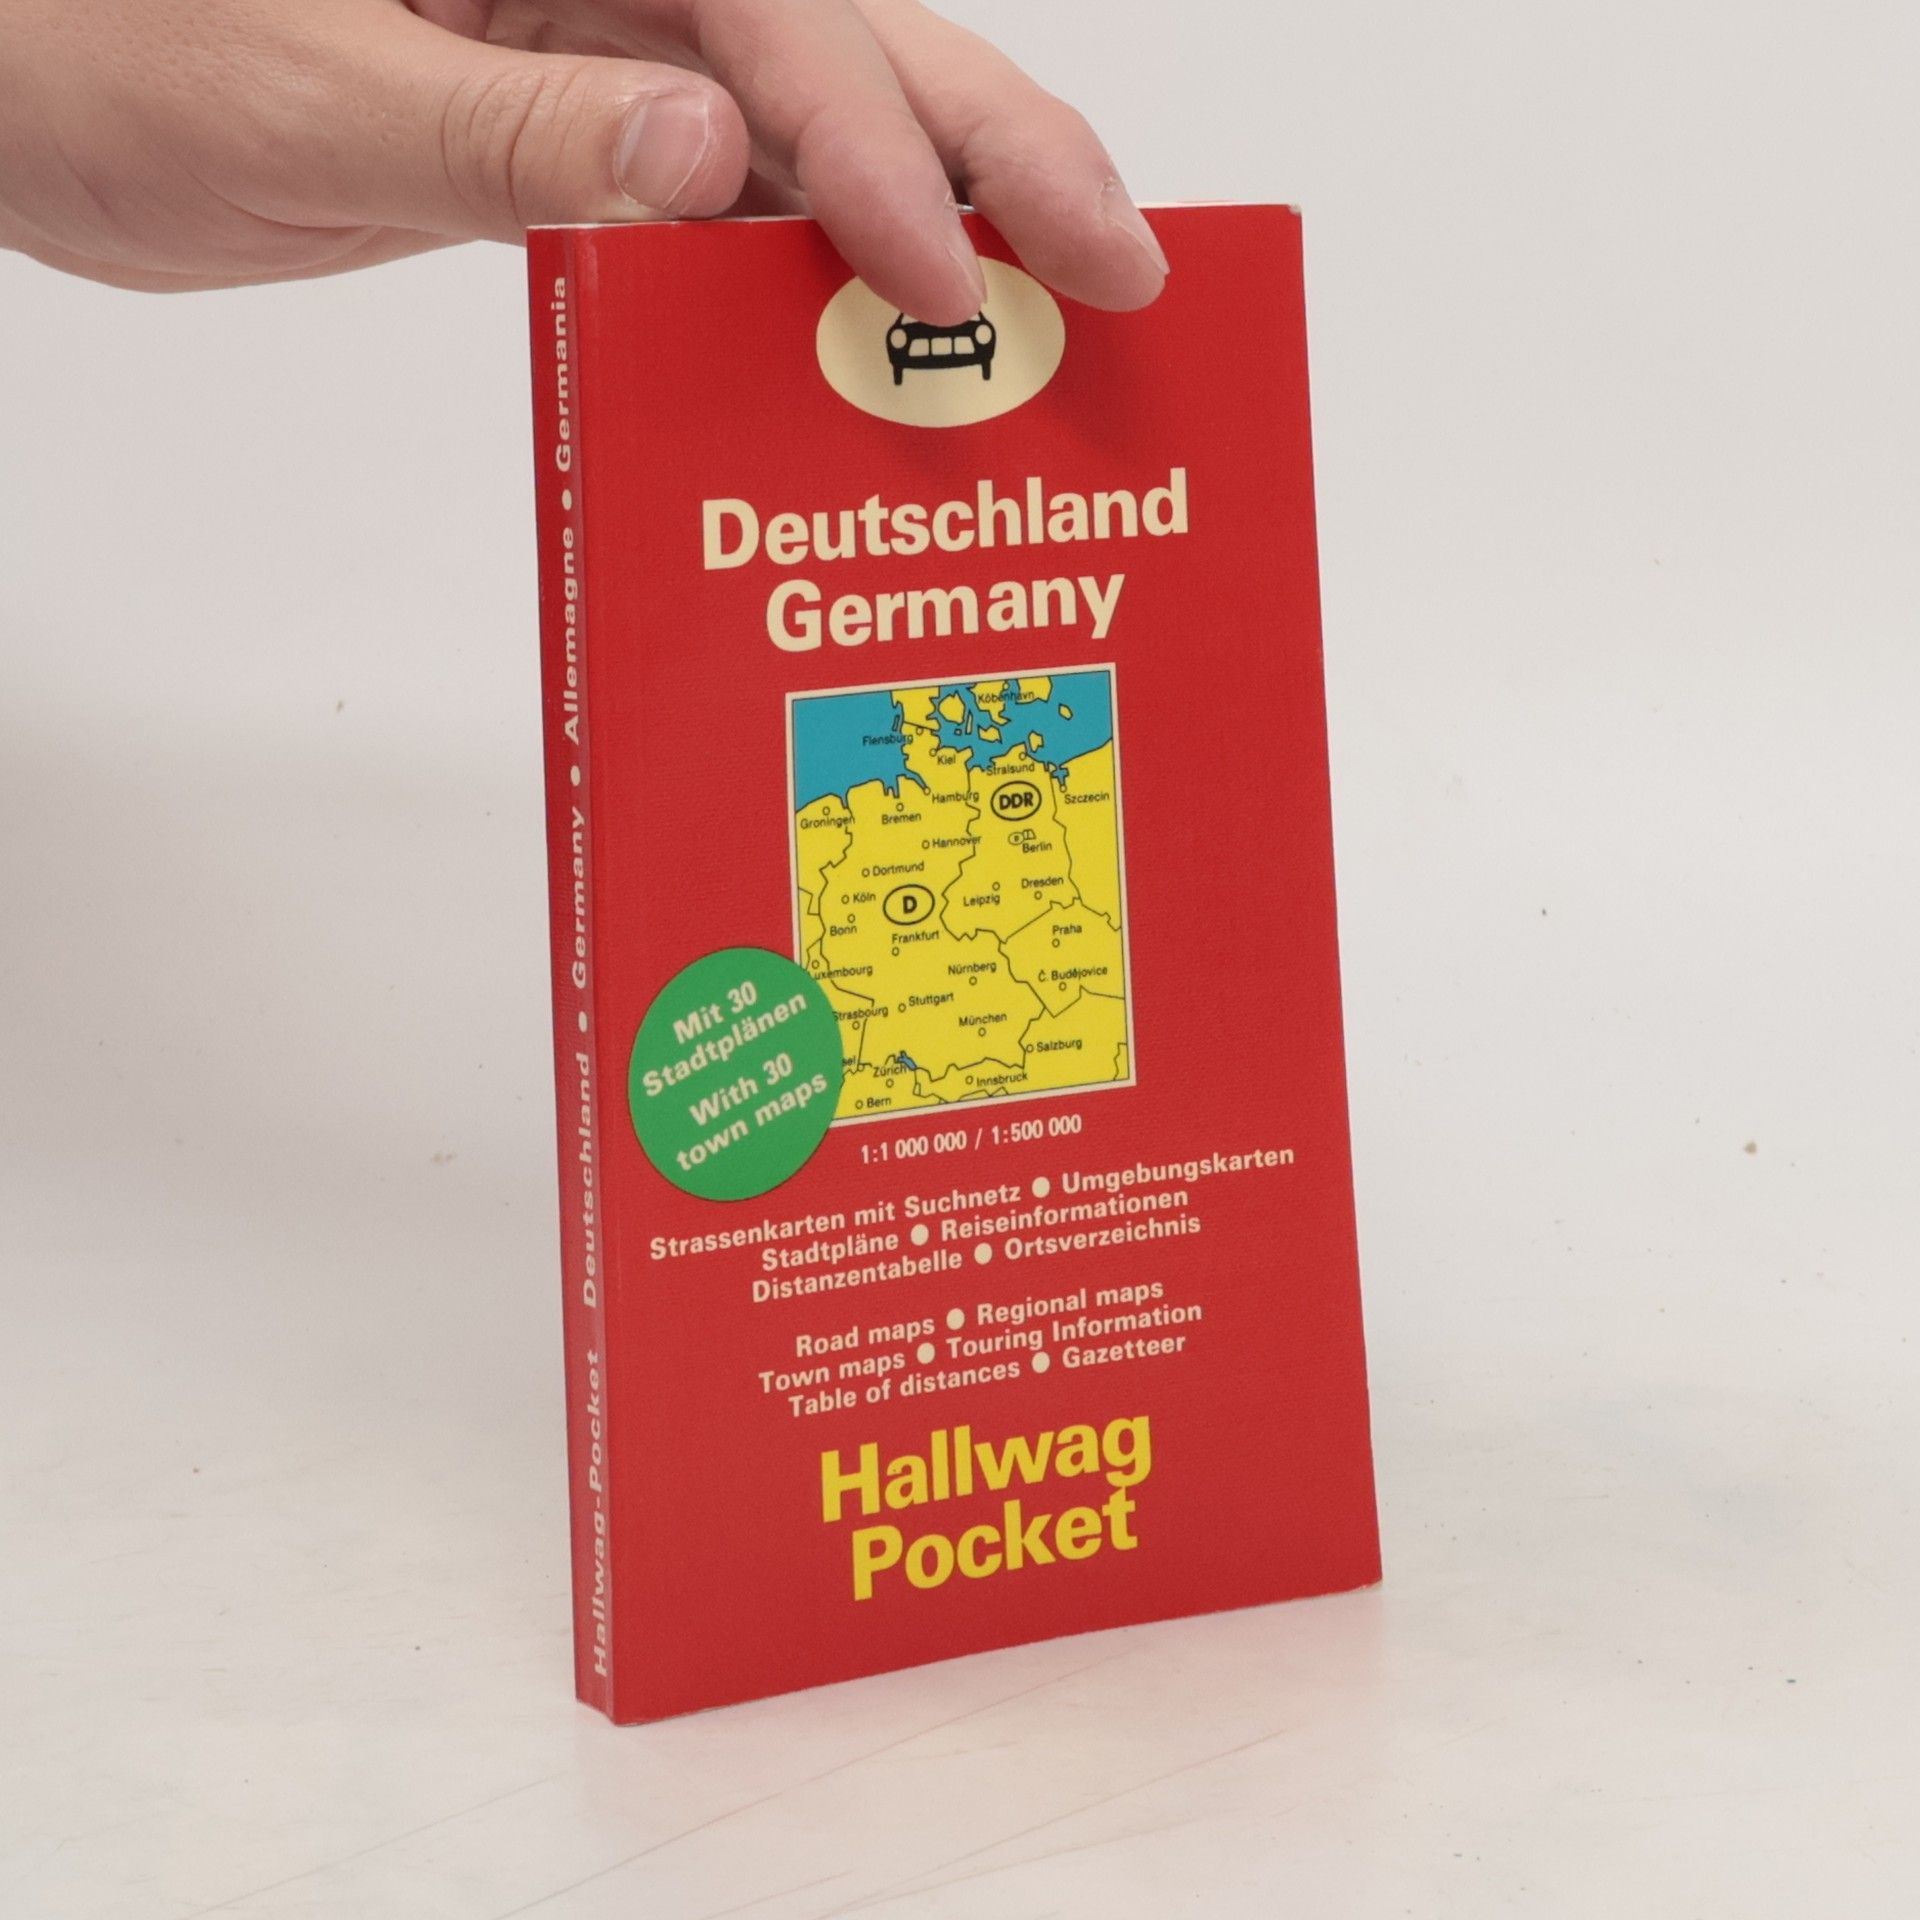 Hallwag-Pocket Deutschland ● Germany ● Allemagne ● Germania
Deutschland
Germany
Köbenhavn
Flensburg
Kiel
Stralsund
DDR
Hamburg
Szczecin
Groningen
Bremen
Hannover
D
Berlin
Dortmund
Dresden
Köln
D
Leipzig
Bonn
Frankfurt
Praha
uxembourg
Nürnberg
Č. Budějovice
Stuttgart
Strasbourg
München
Salzburg
sel
Zürich
Innsbruck
Bern
Mit 30
Stadtplänen
With 30
town maps
1:1 000 000 / 1:500 000
Strassenkarten mit Suchnetz ● Umgebungskarten
Stadtpläne ● Reiseinformationen
Distanzentabelle ● Ortsverzeichnis
Road maps ● Regional maps
Town maps ● Touring Information
Table of distances ● Gazetteer
Hallwag
Pocket